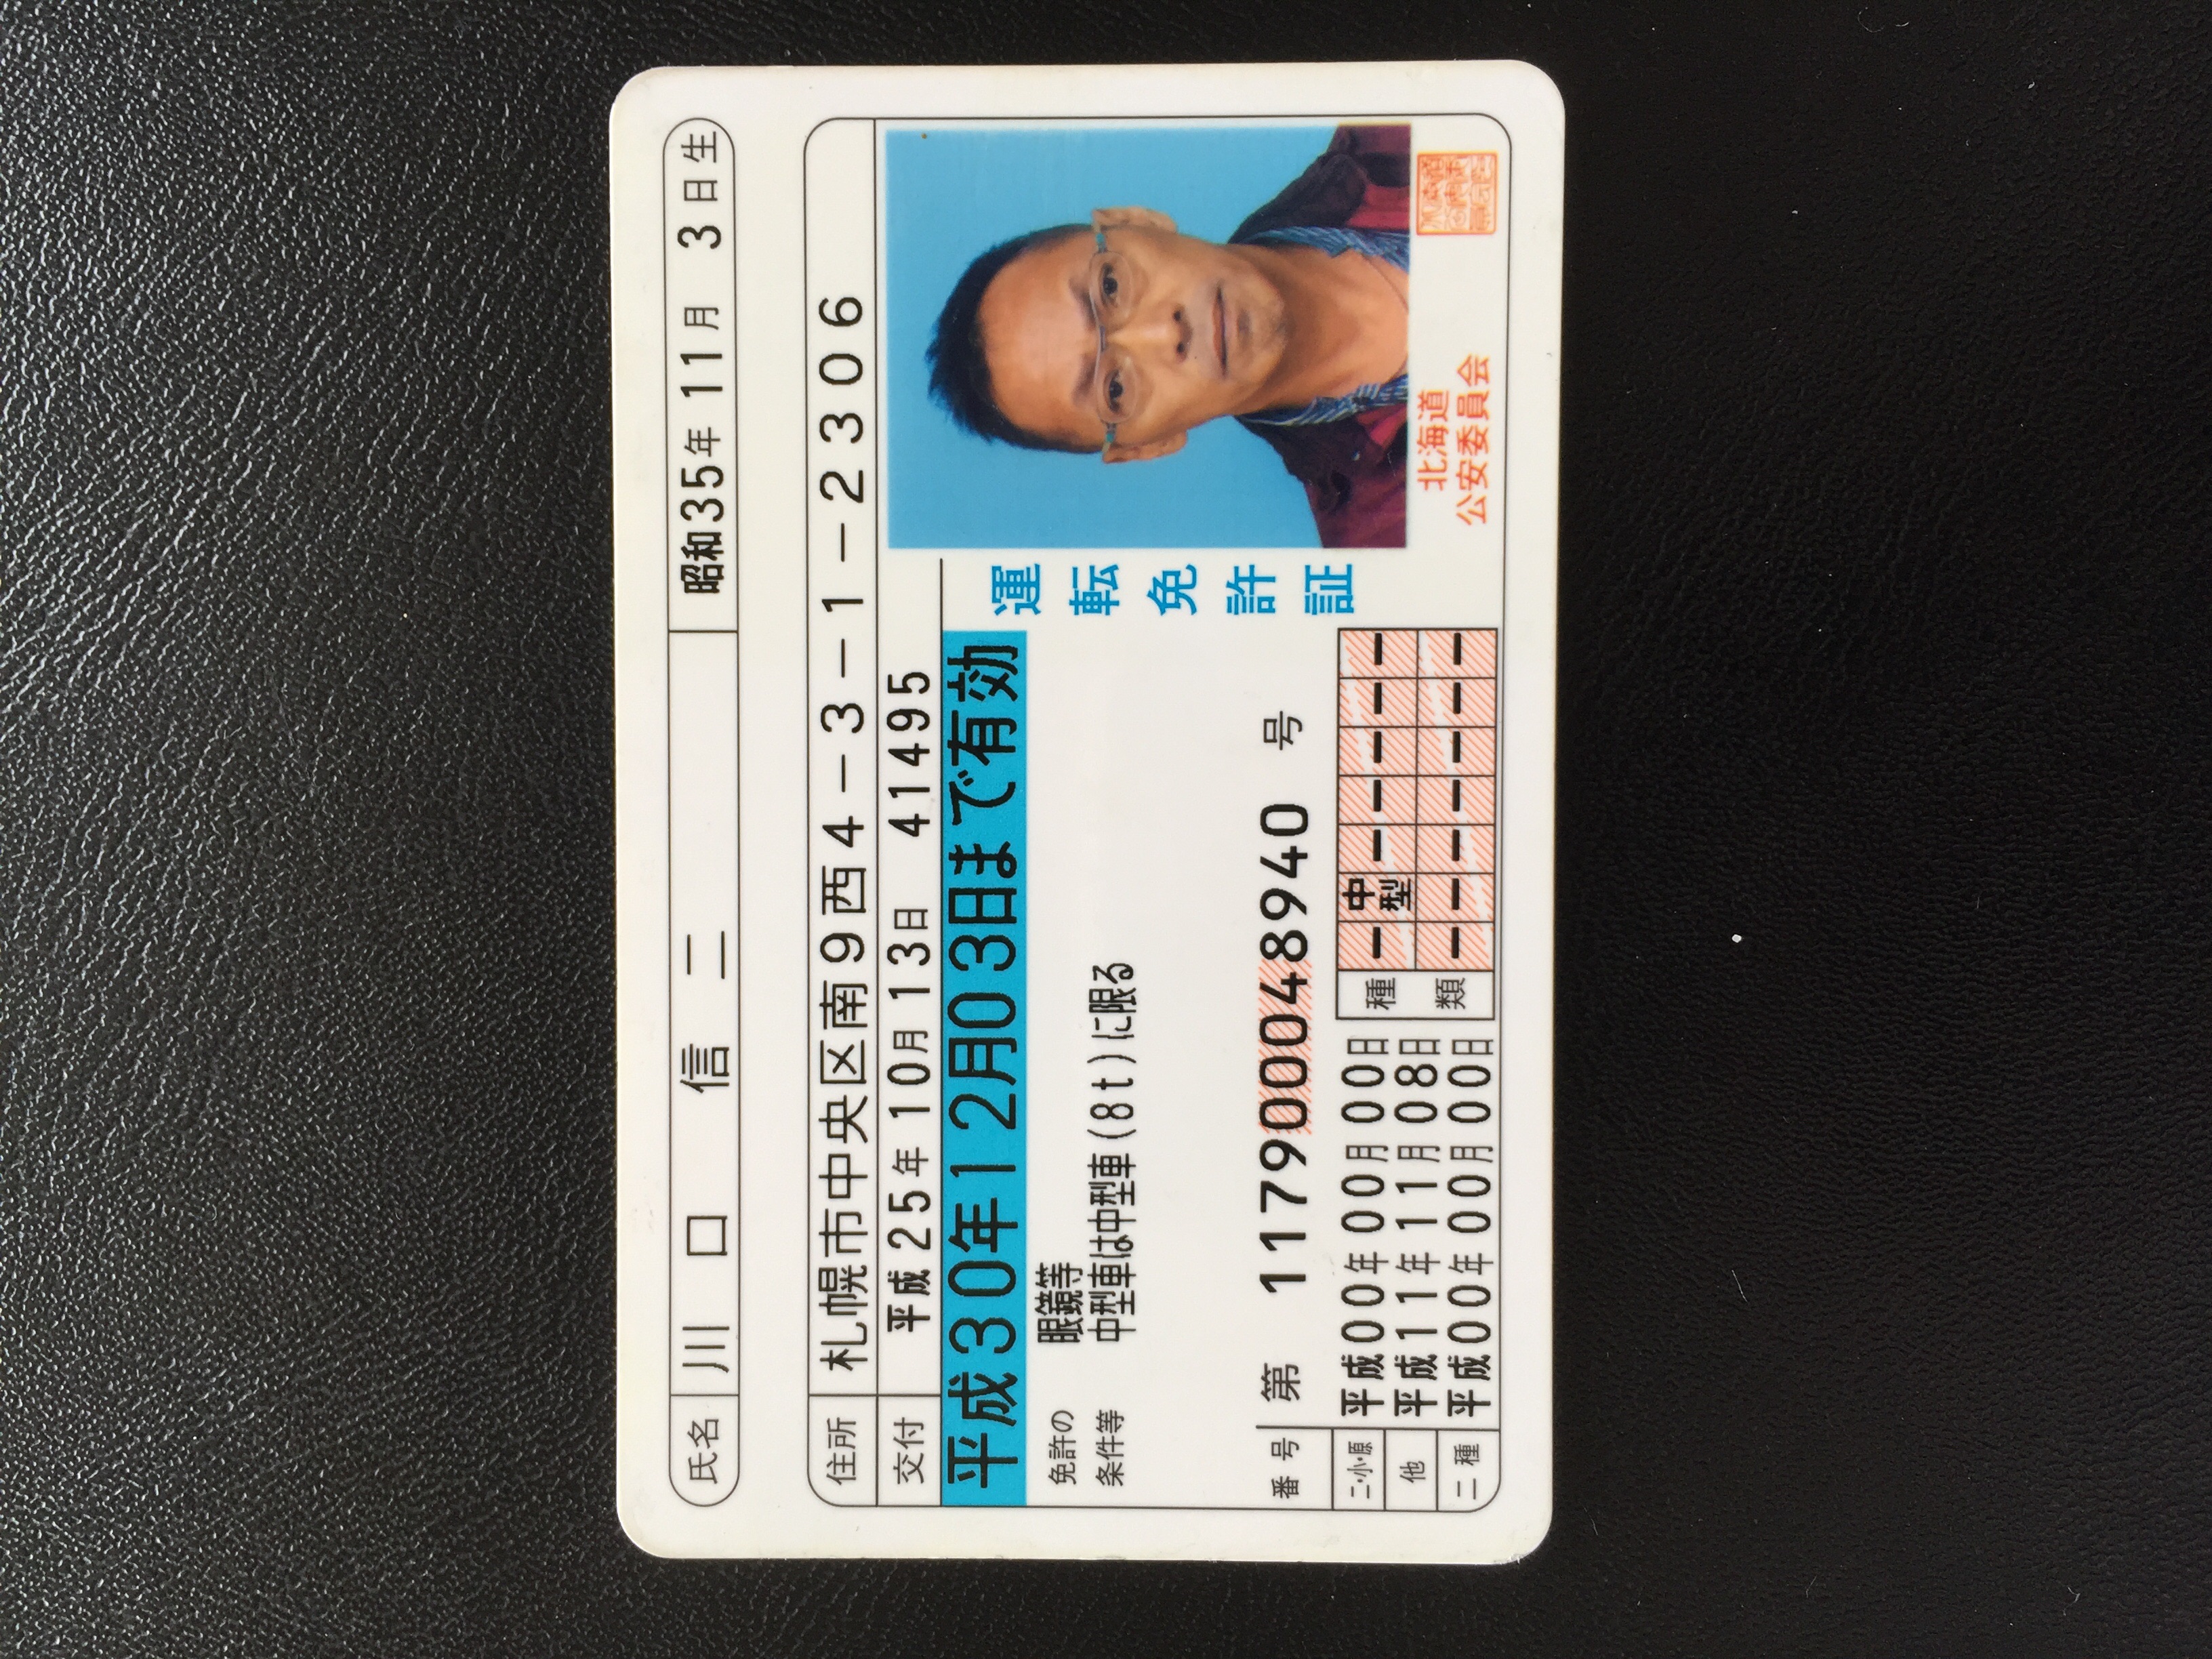 氏名 川口 信二 昭和35年11月 3日生
住所 札幌市中央区南9西4－3－1－2306
交付 平成25年10月13日 41495
平成30年12月03日まで有効
免許の 眼鏡等
条件等 中型車は中型車(8t)に限る
番号 第 117900048940 号
二・小・原 平成00年00月00日
他 平成11年11月08日
二種 平成00年00月00日
種類 － 中型 － － － － －
－ － － － － － －
運転免許証
北海道
公安委員会